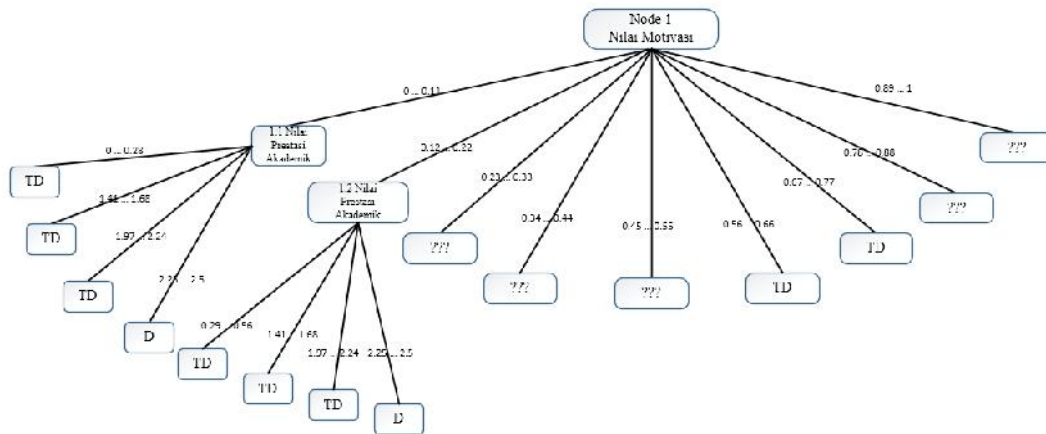 Node 1
Nilai Motivasi
0 ... 0.11
0.89 ... 1
1.1 Nilai
Prestasi
Akademik
???
0 ... 0.28
0.12 ... 0.22
0.78 ... 0.88
TD
1.2 Nilai
Prestasi
Akademik
0.23 ... 0.33
0.67 ... 0.77
???
1.41 ... 1.68
0.34 ... 0.44
0.45 ... 0.55
0.56 ... 0.66
TD
1.97 ... 2.24
???
TD
2.25 ... 2.5
???
???
TD
TD
D
0.29 ... 0.56
1.41 ... 1.68
1.97 ... 2.24
2.25 ... 2.5
TD
TD
TD
D